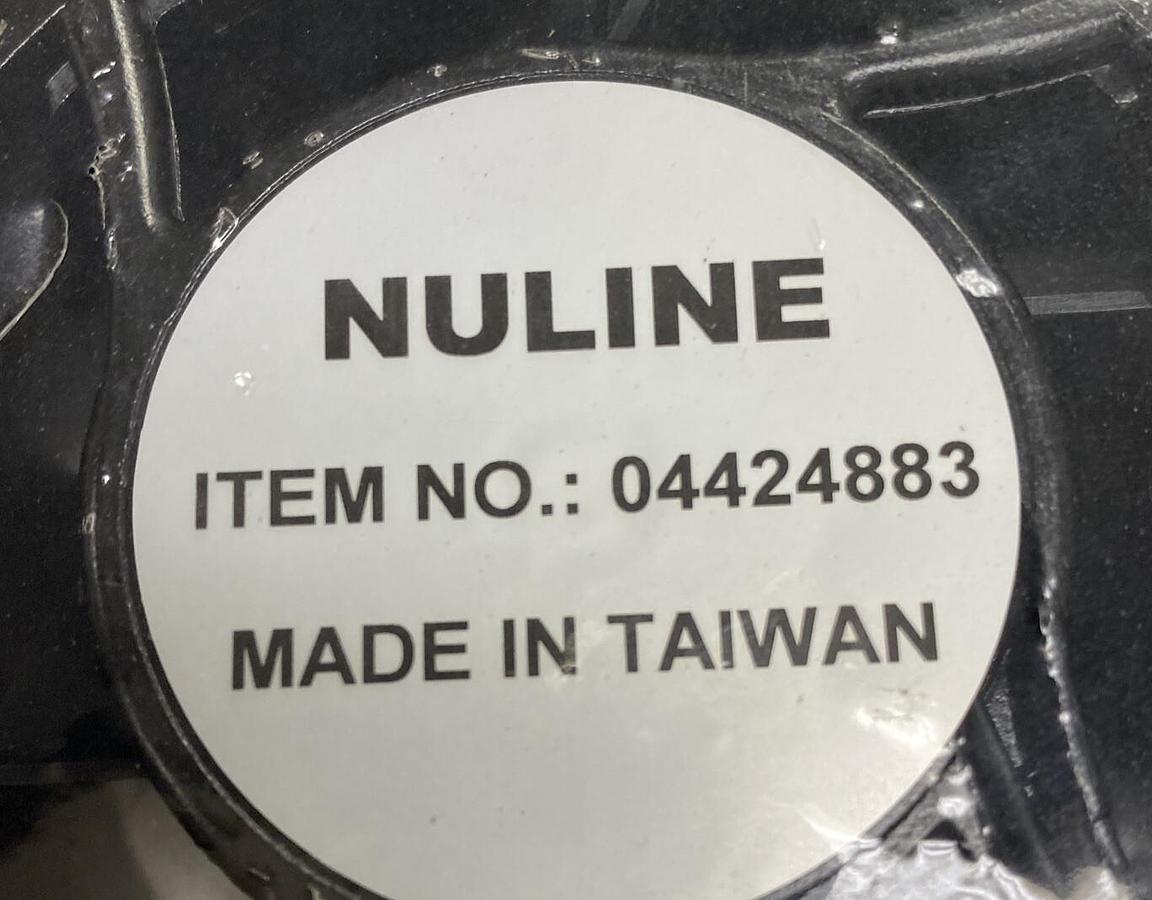 NULINE
ITEM NO.: 04424883
MADE IN TAIWAN